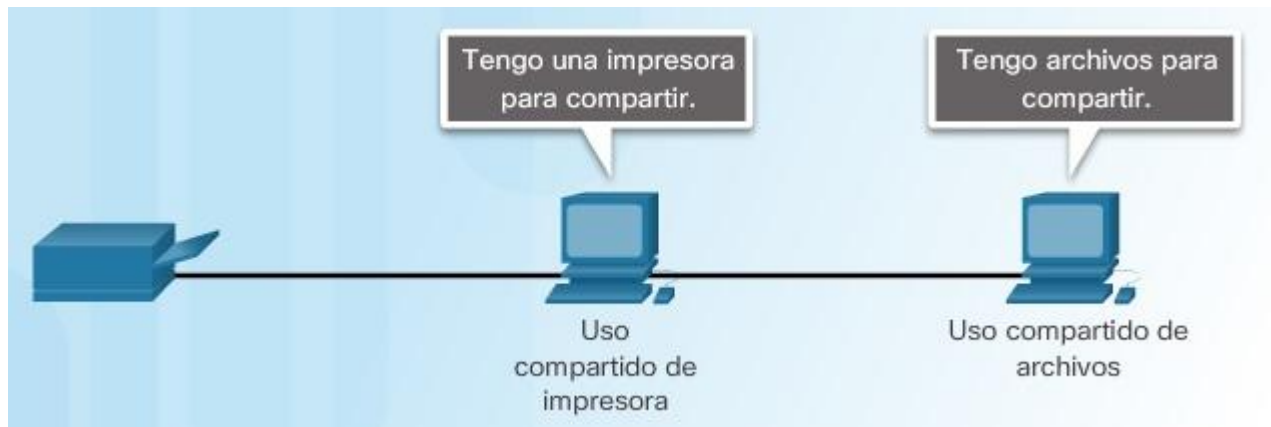 Tengo una impresora
para compartir.
Tengo archivos para
compartir.
Uso
compartido de
impresora
Uso compartido de
archivos